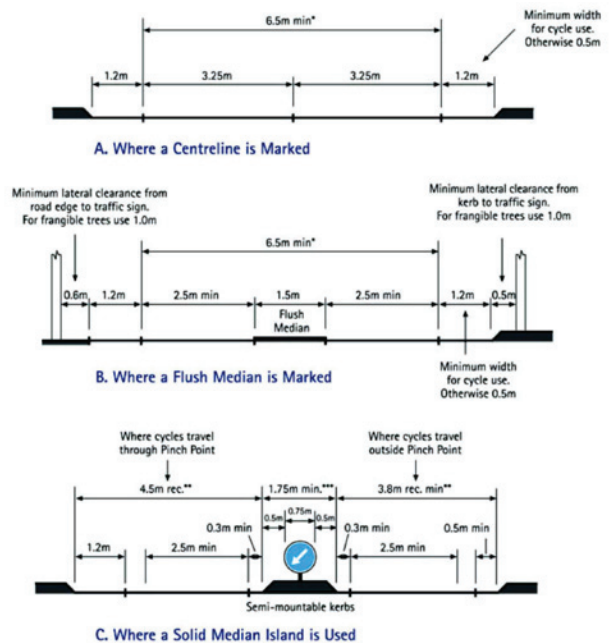 6.5m min*
Minimum width
for cycle use.
Otherwise 0.5m
1.2m
3.25m
3.25m
1.2m
A. Where a Centreline is Marked
Minimum lateral clearance from
road edge to traffic sign.
For frangible trees use 1.0m
Minimum lateral clearance from
kerb to traffic sign.
For frangible trees use 1.0m
6.5m min*
0.6m
1.2m
2.5m min
1.5m
2.5m min
1.2m
0.5m
Flush
Median
B. Where a Flush Median is Marked
Minimum width
for cycle use.
Otherwise 0.5m
Where cycles travel
through Pinch Point
Where cycles travel
outside Pinch Point
4.5m rec.**
1.75m min.***
3.8m rec. min**
0.5m
0.75m
0.5m
1.2m
2.5m min
0.3m min
0.3m min
2.5m min
0.5m min
Semi-mountable kerbs
C. Where a Solid Median Island is Used